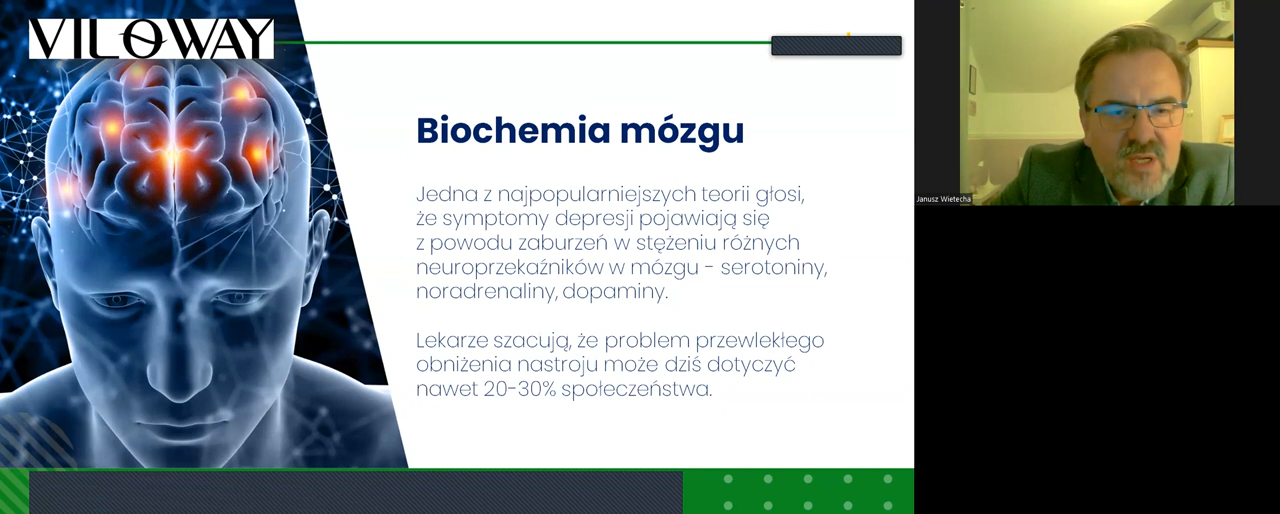 VILOWAY
Biochemia mózgu
Jedna z najpopularniejszych teorii głosi,
że symptomy depresji pojawiają się
z powodu zaburzeń w stężeniu różnych
neuroprzekaźników w mózgu - serotoniny,
noradrenaliny, dopaminy.
Lekarze szacują, że problem przewlekłego
obniżenia nastroju może dziś dotyczyć
nawet 20-30% społeczeństwa.
Janusz Wietecha